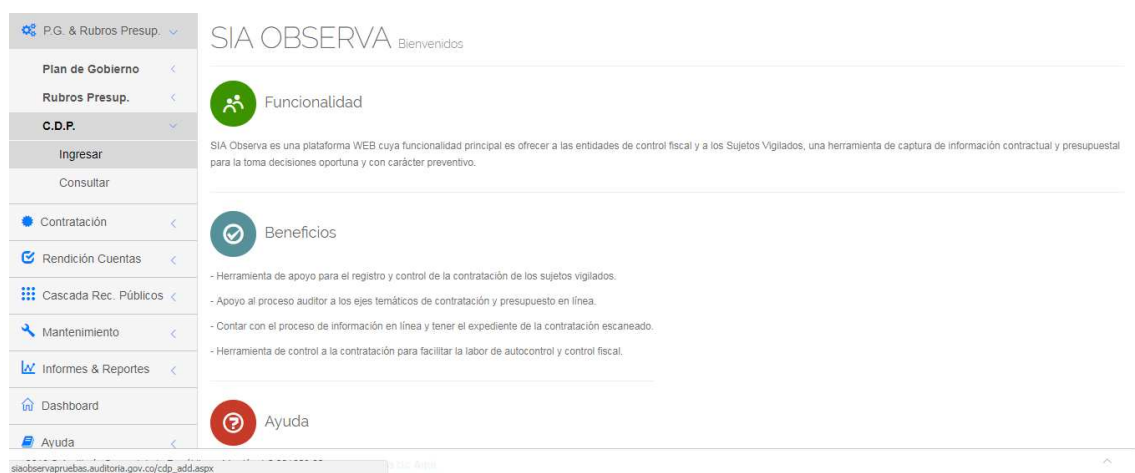 P.G. & Rubros Presup.
Plan de Gobierno
Rubros Presup.
C.D.P.
Ingresar
Consultar
Contratación
Rendición Cuentas
Cascada Rec. Públicos
Mantenimiento
Informes & Reportes
Dashboard
Ayuda
SIA OBSERVA Bienvenidos
Funcionalidad
SIA Observa es una plataforma WEB cuya funcionalidad principal es ofrecer a las entidades de control fiscal y a los Sujetos Vigilados, una herramienta de captura de información contractual y presupuestal
para la toma decisiones oportuna y con carácter preventivo.
Beneficios
- Herramienta de apoyo para el registro y control de la contratación de los sujetos vigilados.
- Apoyo al proceso auditor a los ejes temáticos de contratación y presupuesto en línea.
- Contar con el proceso de información en línea y tener el expediente de la contratación escaneado.
- Herramienta de control a la contratación para facilitar la labor de autocontrol y control fiscal.
Ayuda
siaobservapruebas.auditoria.gov.co/cdp_add.aspx